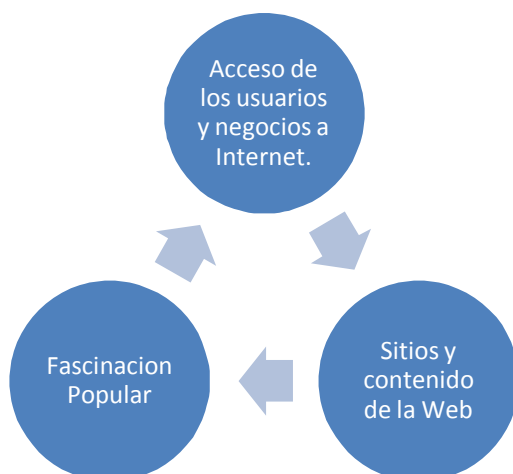 Acceso de
los usuarios
y negocios a
Internet.
Sitios y
contenido
de la Web
Fascinacion
Popular